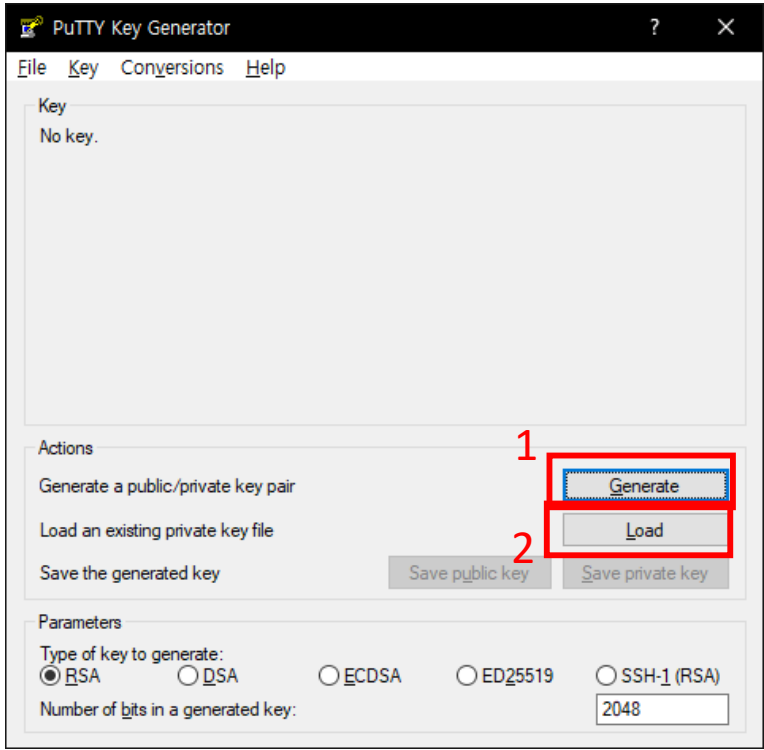 PuTTY Key Generator ? ×
File Key Conversions Help
Key
No key.
Actions
1
Generate a public/private key pair Generate
Load an existing private key file Load
2
Save the generated key Save public key Save private key
Parameters
Type of key to generate:
RSA DSA ECDSA ED25519 SSH-1 (RSA)
Number of bits in a generated key: 2048